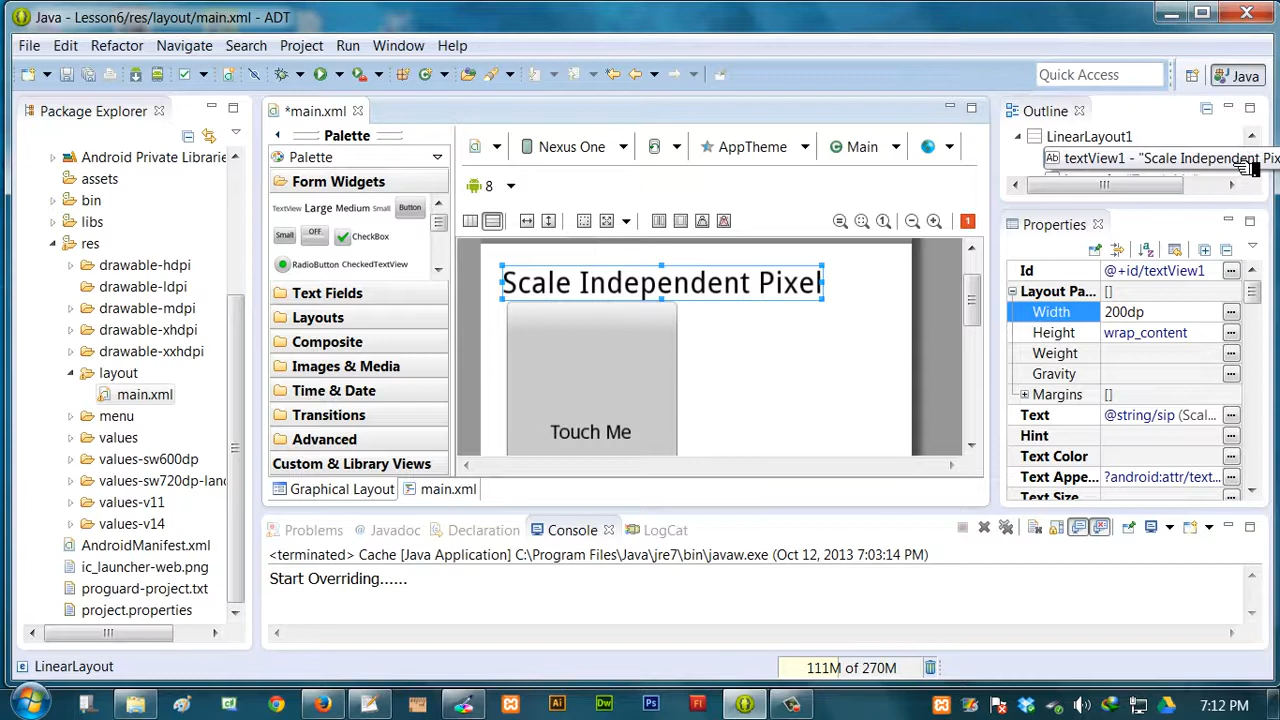 Java - Lesson6/res/layout/main.xml - ADT
File Edit Refactor Navigate Search Project Run Window Help
Quick Access
Java
Package Explorer
Android Private Librarie
assets
bin
libs
res
drawable-hdpi
drawable-ldpi
drawable-mdpi
drawable-xhdpi
drawable-xxhdpi
layout
main.xml
menu
values
values-sw600dp
values-sw720dp-lan
values-v11
values-v14
AndroidManifest.xml
ic_launcher-web.png
proguard-project.txt
project.properties
*main.xml
Palette
Palette
Form Widgets
TextView Large Medium Small Button
Small OFF CheckBox
RadioButton CheckedTextView
Text Fields
Layouts
Composite
Images & Media
Time & Date
Transitions
Advanced
Custom & Library Views
Nexus One
AppTheme
Main
8
1
Scale Independent Pixel
Touch Me
Graphical Layout
main.xml
Outline
LinearLayout1
Ab textView1 - "Scale Independent Pix
Properties
Id @+id/textView1
Layout Pa... []
Width 200dp
Height wrap_content
Weight
Gravity
Margins []
Text @string/sip (Scal...
Hint
Text Color
Text Appe... ?android:attr/text...
Text Size
Problems Javadoc Declaration Console LogCat
<terminated> Cache [Java Application] C:\Program Files\Java\jre7\bin\javaw.exe (Oct 12, 2013 7:03:14 PM)
Start Overriding......
LinearLayout
111M of 270M
Ai
Dw
Ps
Fl
7:12 PM